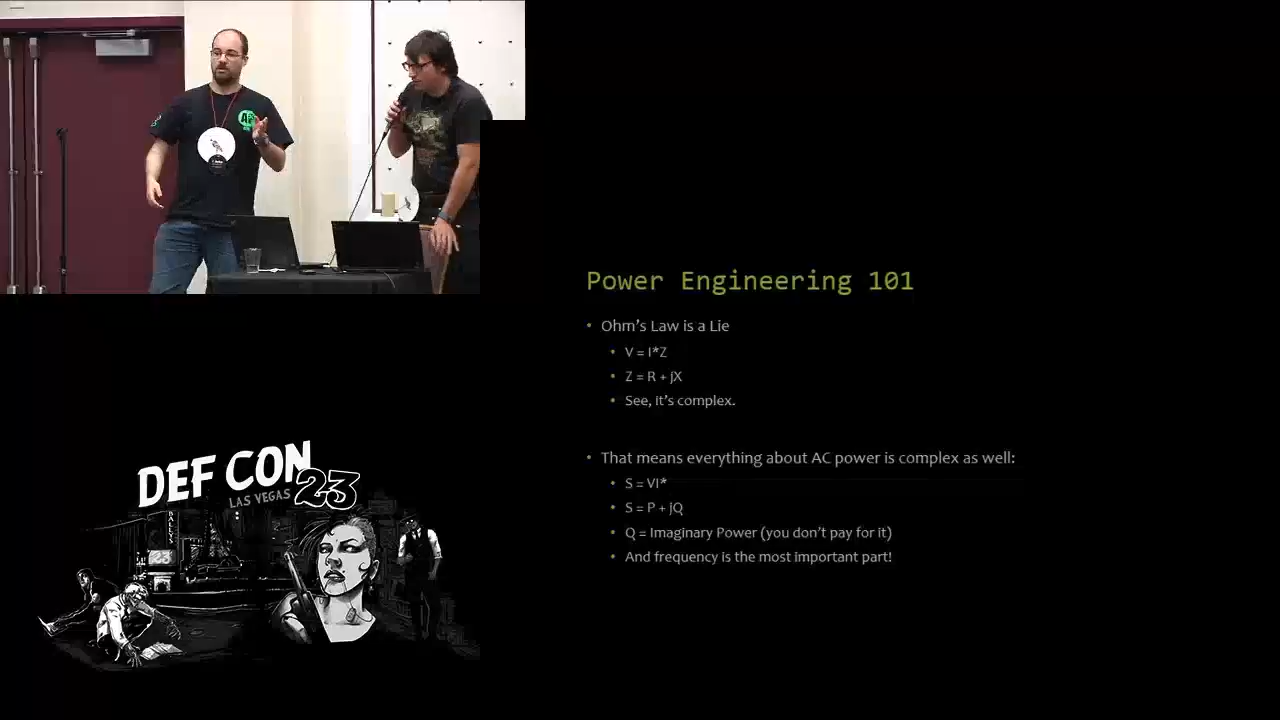 Power Engineering 101
• Ohm's Law is a Lie
• V = I*Z
• Z = R + jX
• See, it's complex.
• That means everything about AC power is complex as well:
• S = VI*
• S = P + jQ
• Q = Imaginary Power (you don't pay for it)
• And frequency is the most important part!
DEF CON
LAS VEGAS 23
BALLYS